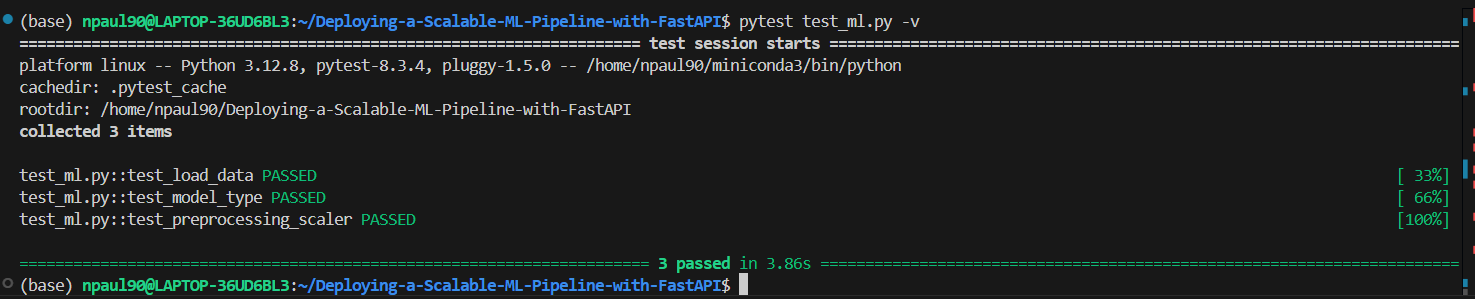 (base) npaul90@LAPTOP-36UD6BL3:~/Deploying-a-Scalable-ML-Pipeline-with-FastAPI$ pytest test_ml.py -v
===================================================================== test session starts ======================================================================
platform linux -- Python 3.12.8, pytest-8.3.4, pluggy-1.5.0 -- /home/npaul90/miniconda3/bin/python
cachedir: .pytest_cache
rootdir: /home/npaul90/Deploying-a-Scalable-ML-Pipeline-with-FastAPI
collected 3 items
test_ml.py::test_load_data PASSED [ 33%]
test_ml.py::test_model_type PASSED [ 66%]
test_ml.py::test_preprocessing_scaler PASSED [100%]
====================================================================== 3 passed in 3.86s =======================================================================
(base) npaul90@LAPTOP-36UD6BL3:~/Deploying-a-Scalable-ML-Pipeline-with-FastAPI$